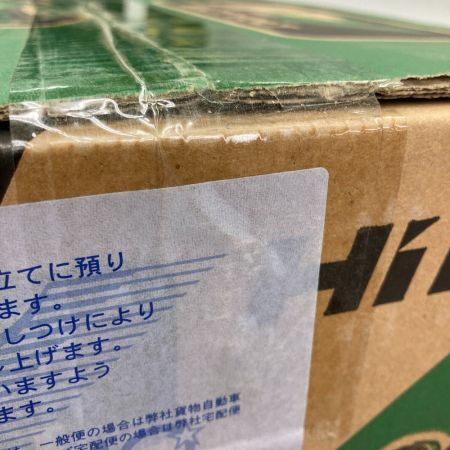 立てに預り
ます。
しつけにより
し上げます。
いますよう
ます。
一般便の場合は弊社貨物自動車
宅配便の場合は弊社宅配便
Hi